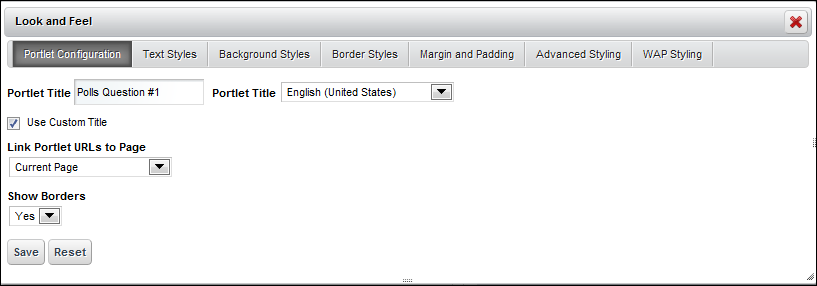 Look and Feel
Portlet Configuration Text Styles Background Styles Border Styles Margin and Padding Advanced Styling WAP Styling
Portlet Title Polls Question #1 Portlet Title English (United States)
Use Custom Title
Link Portlet URLs to Page
Current Page
Show Borders
Yes
Save Reset